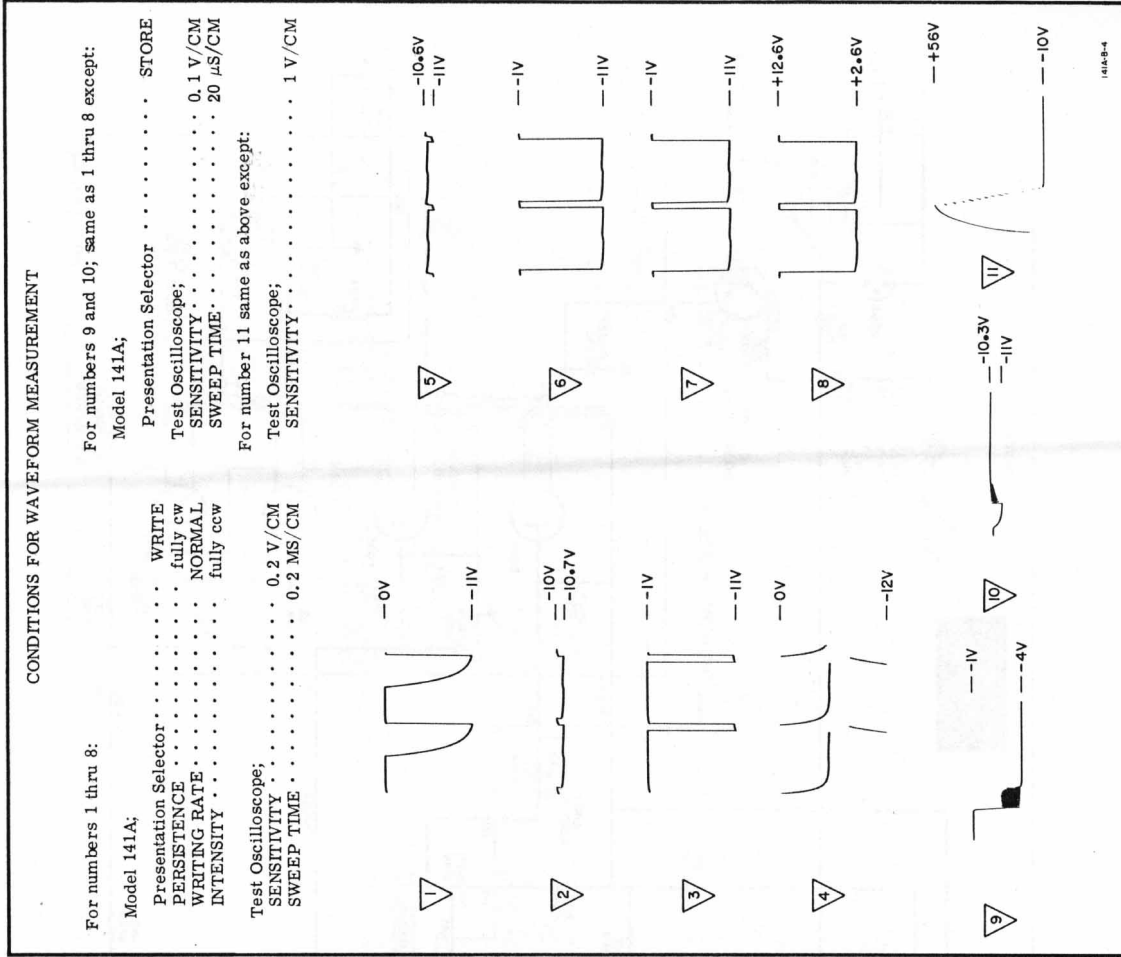 CONDITIONS FOR WAVEFORM MEASUREMENT
For numbers 1 thru 8:
Model 141A;
Presentation Selector . . . . . . . . WRITE
PERSISTENCE . . . . . . . . . . . fully cw
WRITING RATE . . . . . . . . . . NORMAL
INTENSITY . . . . . . . . . . . . fully ccw
Test Oscilloscope;
SENSITIVITY . . . . . . . . . . . 0.2 V/CM
SWEEP TIME . . . . . . . . . . . 0.2 MS/CM
For numbers 9 and 10; same as 1 thru 8 except:
Model 141A;
Presentation Selector . . . . . . . . . STORE
Test Oscilloscope;
SENSITIVITY . . . . . . . . . . . 0.1 V/CM
SWEEP TIME . . . . . . . . . . . 20 μS/CM
For number 11 same as above except:
Test Oscilloscope;
SENSITIVITY . . . . . . . . . . . . 1 V/CM
1
—0V
—-11V
2
—-10V
—-10.7V
3
—-1V
—-11V
4
—0V
—-12V
5
—-10.6V
—-11V
6
—-1V
—-11V
7
—-1V
—-11V
8
—+12.6V
—+2.6V
9
—-1V
—-4V
10
—-10.3V
—-11V
11
—+56V
—-10V
141A-B-4